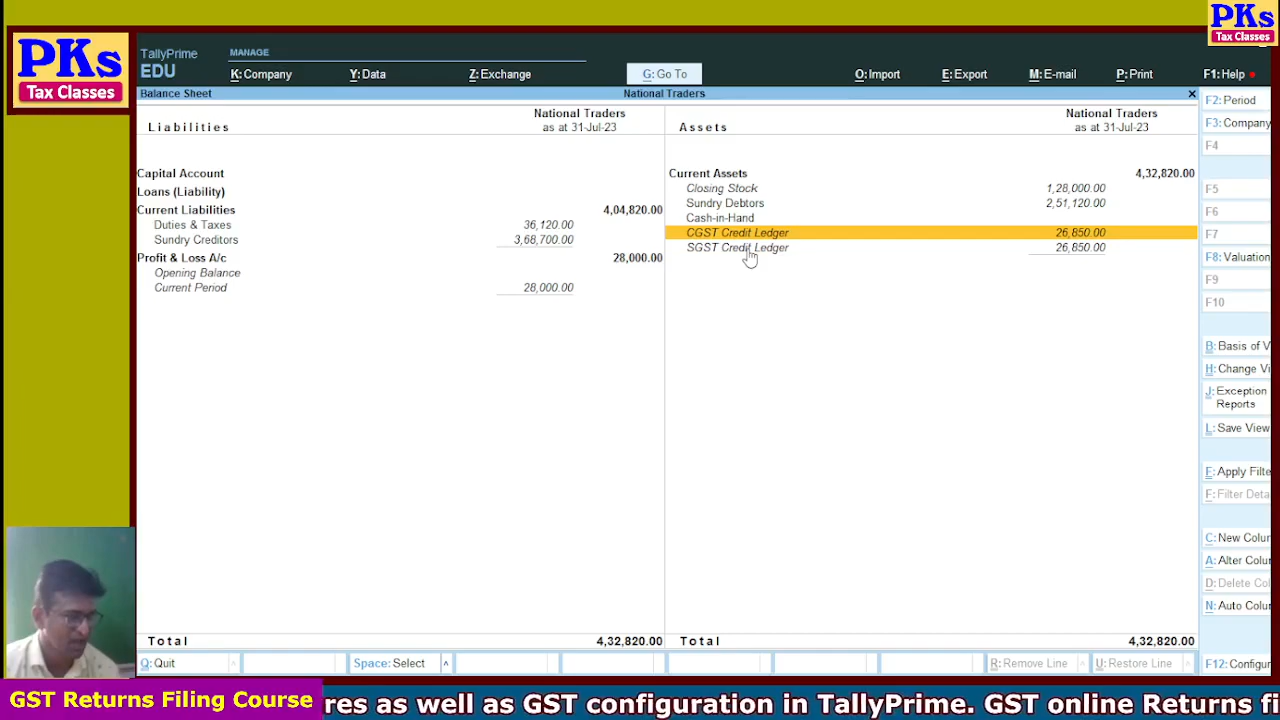 PKs
Tax Classes
PKs
Tax Classes
TallyPrime
EDU
MANAGE
K: Company
Y: Data
Z: Exchange
G: Go To
O: Import
E: Export
M: E-mail
P: Print
F1: Help
Balance Sheet
National Traders
×
Liabilities
National Traders
as at 31-Jul-23
Assets
National Traders
as at 31-Jul-23
Capital Account
Loans (Liability)
Current Liabilities 4,04,820.00
Duties & Taxes 36,120.00
Sundry Creditors 3,68,700.00
Profit & Loss A/c 28,000.00
Opening Balance
Current Period 28,000.00
Current Assets 4,32,820.00
Closing Stock 1,28,000.00
Sundry Debtors 2,51,120.00
Cash-in-Hand
CGST Credit Ledger 26,850.00
SGST Credit Ledger 26,850.00
Total 4,32,820.00
Total 4,32,820.00
F2: Period
F3: Company
F4
F5
F6
F7
F8: Valuation
F9
F10
B: Basis of V
H: Change Vi
J: Exception
Reports
L: Save View
F: Apply Filte
F: Filter Deta
C: New Colu
A: Alter Colu
D: Delete Col
N: Auto Colu
F12: Configur
Q: Quit
Space: Select
R: Remove Line
U: Restore Line
GST Returns Filing Course
res as well as GST configuration in TallyPrime. GST online Returns fi